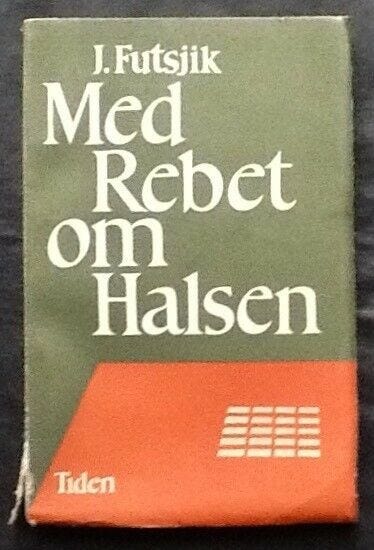 J. Futsjik
Med
Rebet
om
Halsen
Tiden